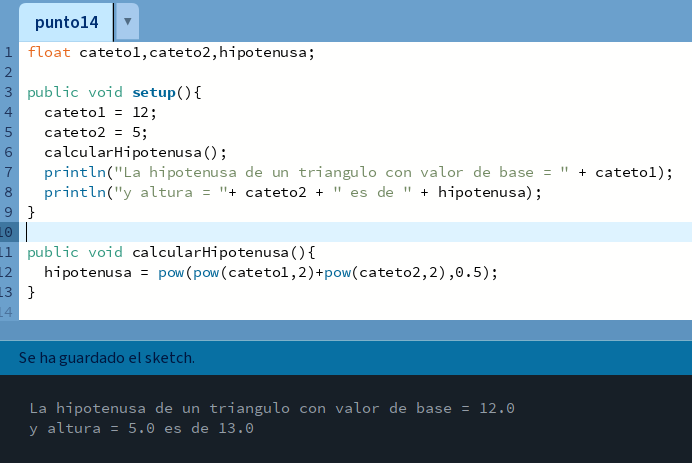 punto14 ▼
1 float cateto1,cateto2,hipotenusa;
2
3 public void setup(){
4   cateto1 = 12;
5   cateto2 = 5;
6   calcularHipotenusa();
7   println("La hipotenusa de un triangulo con valor de base = " + cateto1);
8   println("y altura = "+ cateto2 + " es de " + hipotenusa);
9 }
10
11 public void calcularHipotenusa(){
12   hipotenusa = pow(pow(cateto1,2)+pow(cateto2,2),0.5);
13 }
14
Se ha guardado el sketch.
La hipotenusa de un triangulo con valor de base = 12.0
y altura = 5.0 es de 13.0